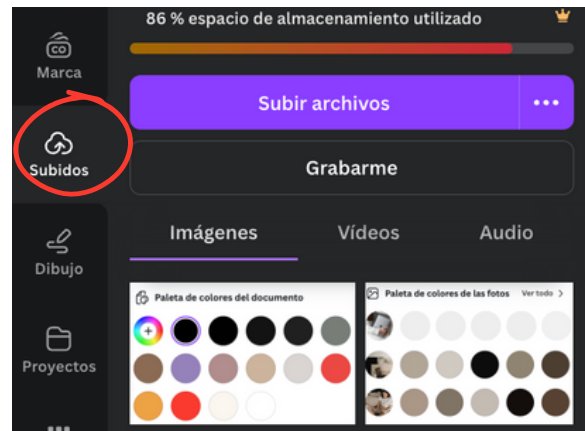 86 % espacio de almacenamiento utilizado
CO
Marca
Subir archivos
Subidos
Grabarme
Imágenes Vídeos Audio
Dibujo
Paleta de colores del documento
Paleta de colores de las fotos Ver todo
Proyectos